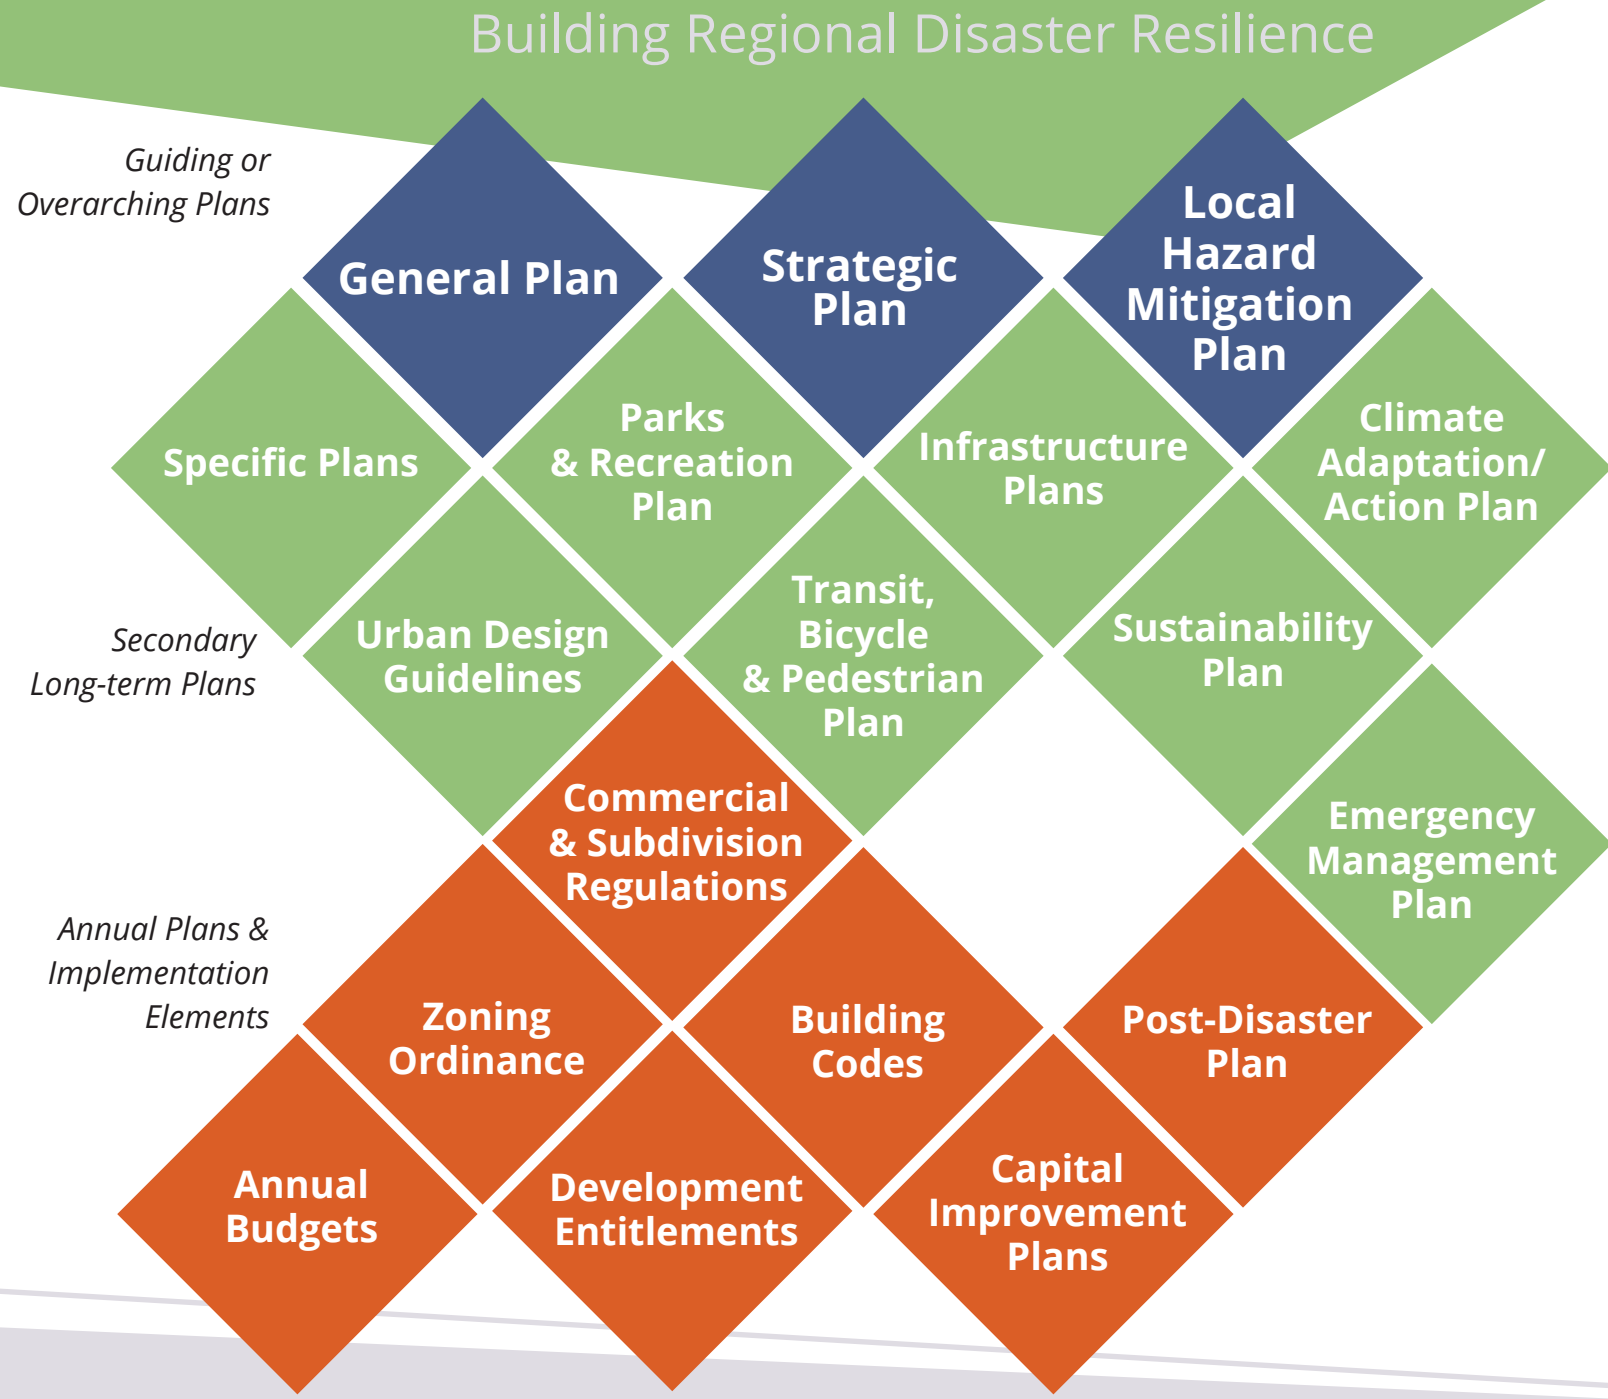 Building Regional Disaster Resilience
Guiding or
Overarching Plans
General Plan
Strategic
Plan
Local
Hazard
Mitigation
Plan
Specific Plans
Parks
& Recreation
Plan
Infrastructure
Plans
Climate
Adaptation/
Action Plan
Secondary
Long-term Plans
Urban Design
Guidelines
Transit,
Bicycle
& Pedestrian
Plan
Sustainability
Plan
Commercial
& Subdivision
Regulations
Emergency
Management
Plan
Annual Plans &
Implementation
Elements
Zoning
Ordinance
Building
Codes
Post-Disaster
Plan
Annual
Budgets
Development
Entitlements
Capital
Improvement
Plans